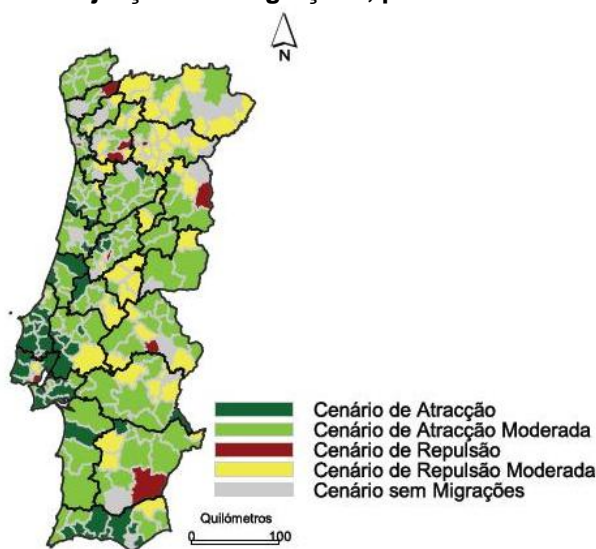 N
Cenário de Atracção
Cenário de Atracção Moderada
Cenário de Repulsão
Cenário de Repulsão Moderada
Cenário sem Migrações
Quilómetros
0 100